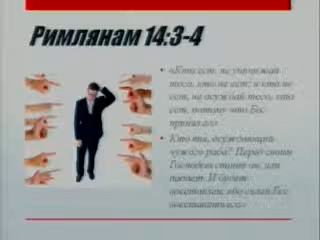 Римлянам 14:3-4
• «Кто ест, не уничижай
того, кто не ест; и кто не
ест, не осуждай того, кто
ест, потому что Бог
принял его.
• Кто ты, осуждающий
чужого раба? Перед своим
Господом стоит он, или
падает. И будет
восставлен, ибо силен Бог
восставить его»